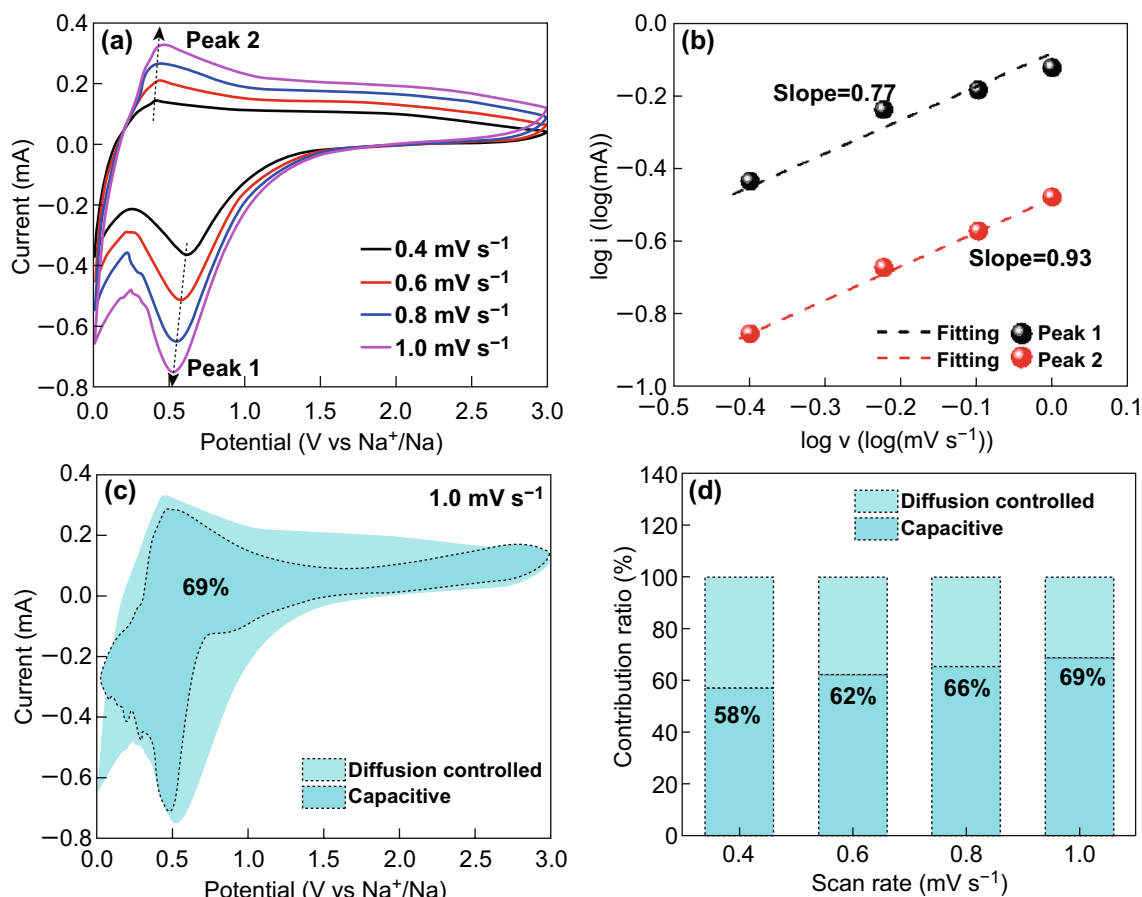 (a)
Peak 2
0.4
0.2
0.0
−0.2
−0.4
−0.6
−0.8
Current (mA)
0.4 mV s⁻¹
0.6 mV s⁻¹
0.8 mV s⁻¹
1.0 mV s⁻¹
Peak 1
0.0 0.5 1.0 1.5 2.0 2.5 3.0
Potential (V vs Na⁺/Na)
(b)
−0.0
−0.2
−0.4
−0.6
−0.8
−1.0
log i (log(mA))
Slope=0.77
Slope=0.93
Fitting Peak 1
Fitting Peak 2
−0.5 −0.4 −0.3 −0.2 −0.1 0.0 0.1
log v (log(mV s⁻¹))
(c)
1.0 mV s⁻¹
0.4
0.2
0.0
−0.2
−0.4
−0.6
−0.8
Current (mA)
69%
Diffusion controlled
Capacitive
0.0 0.5 1.0 1.5 2.0 2.5 3.0
Potential (V vs Na⁺/Na)
(d)
Diffusion controlled
Capacitive
140
120
100
80
60
40
20
0
Contribution ratio (%)
58% 62% 66% 69%
0.4 0.6 0.8 1.0
Scan rate (mV s⁻¹)